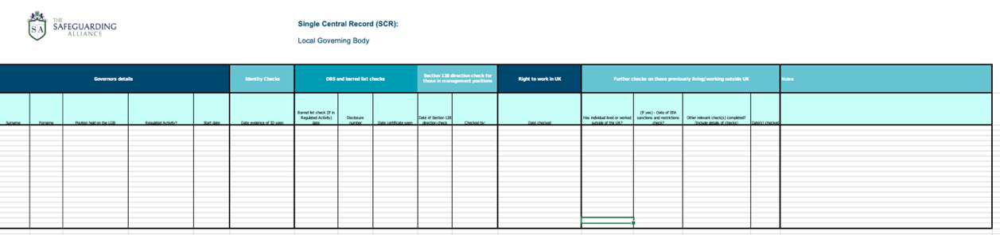 THE
SAFEGUARDING
ALLIANCE
SA
Single Central Record (SCR):
Local Governing Body
Governors details
Identity Checks
DBS and barred list checks
Section 128 direction check for
those in management positions
Right to work in UK
Further checks on those previously living/working outside UK
Notes
Surname
Forname
Position held on the LGB
Regulated Activity?
Start date
Date evidence of ID seen
Barred list check (If in
Regulated Activity)
date
Disclosure
number
Date certificate seen
Date of Section 128
direction check
Checked by:
Date checked
Has individual lived or worked
outside of the UK?
(If yes) - Date of EEA
sanctions and restrictions
check?
Other relevant check(s) completed?
(Include details of checks)
Date(s) checked